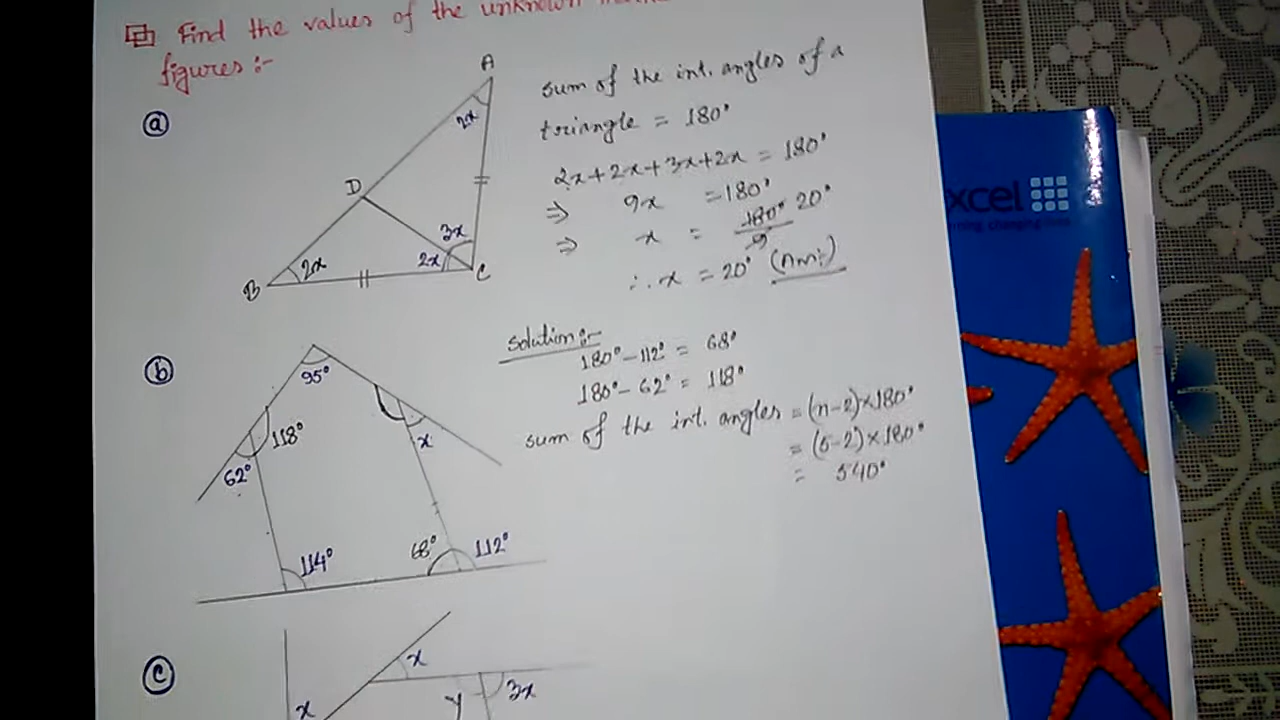 Find the values of the unknown
figures :-
ⓐ
A
2x
D
3x
2x
C
B
2x
sum of the int. angles of a
triangle = 180°
2x+2x+3x+2x = 180°
⇒ 9x = 180°
⇒ x = 180°/9 20°
∴ x = 20° (Ans:)
ⓑ
95°
118°
62°
x
114°
68°
112°
solution :-
180° - 112° = 68°
180° - 62° = 118°
sum of the int. angles = (n-2)×180°
= (5-2)×180°
= 540°
ⓒ
x
x
y
3x
xcel